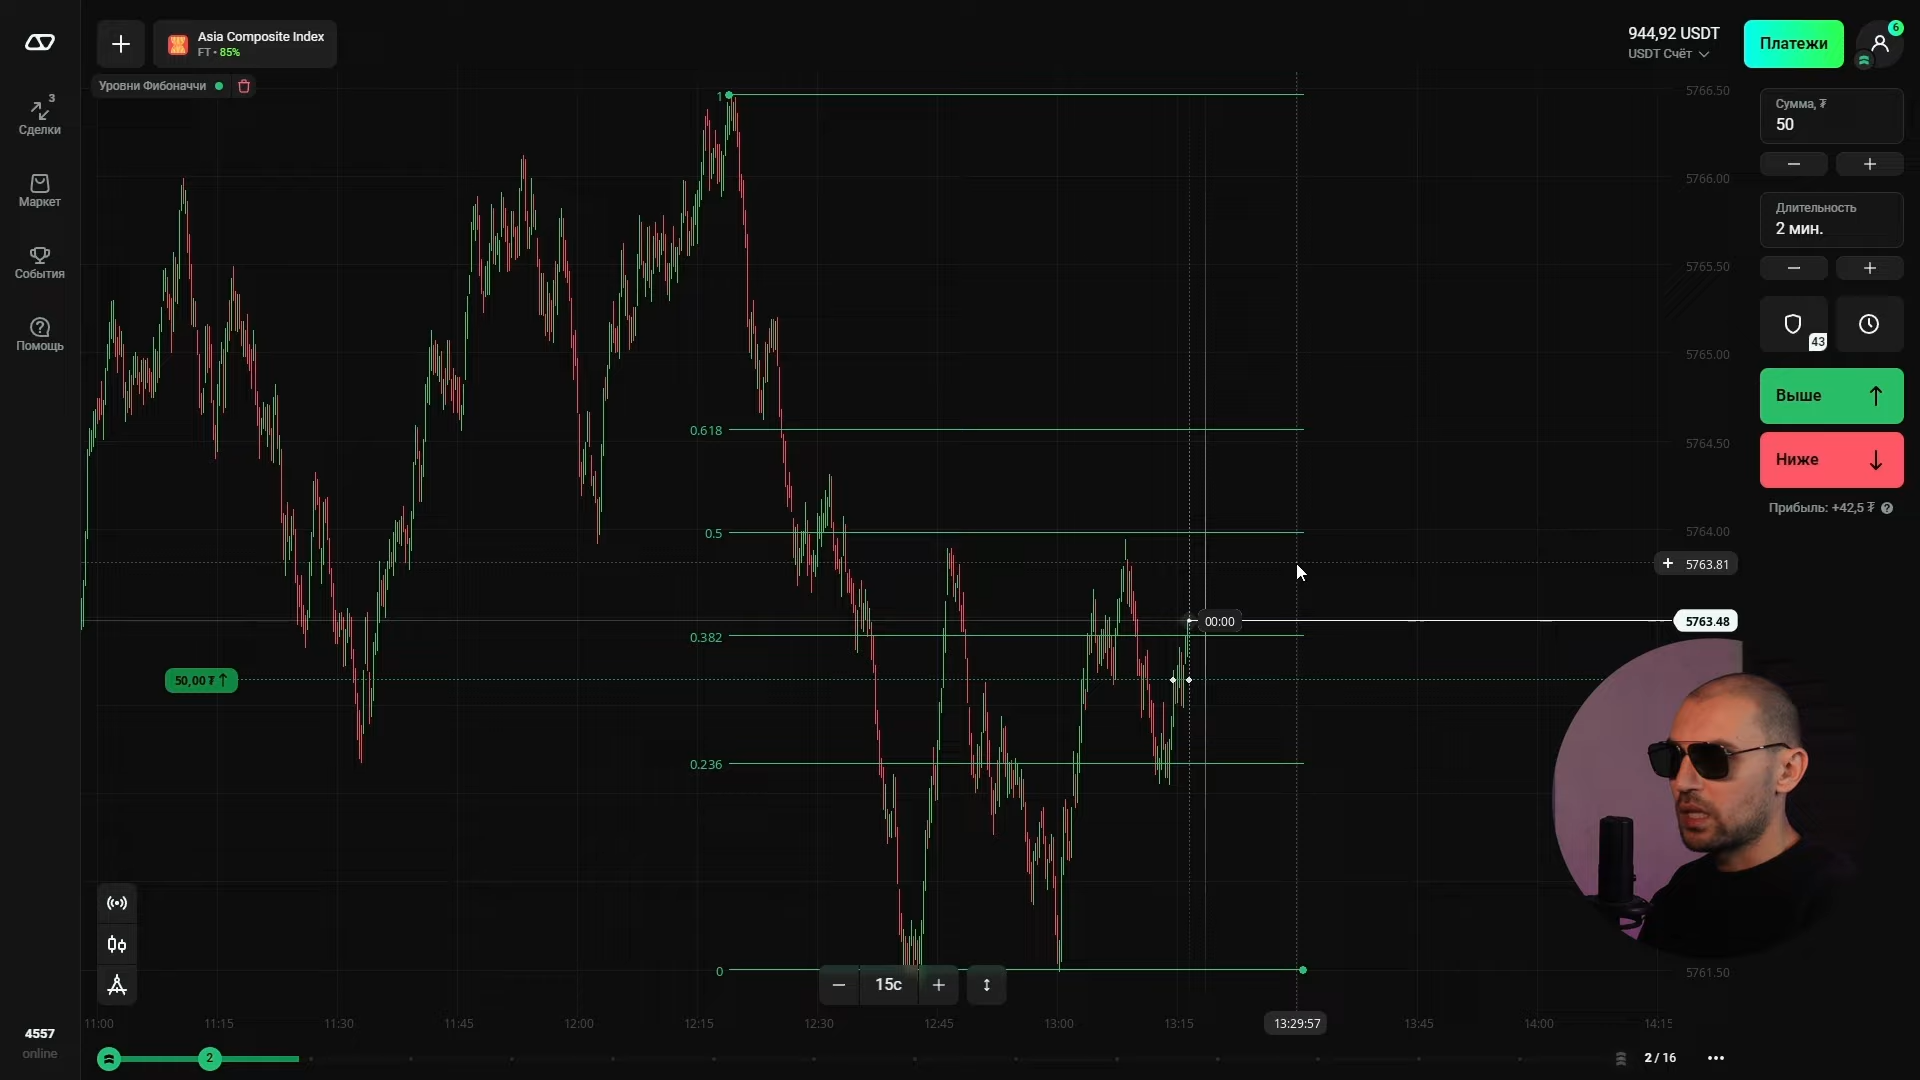 Asia Composite Index
FT • 85%
944,92 USDT
USDT Счёт
Платежи
6
Уровни Фибоначчи
3
Сделки
Маркет
События
Помощь
Сумма, ₮
50
Длительность
2 мин.
43
Выше
Ниже
Прибыль: +42,5 ₮
5766.50
5766.00
5765.50
5765.00
5764.50
5764.00
5763.81
5763.48
5761.50
1
0.618
0.5
0.382
0.236
0
00:00
50,00 ₮ ↑
15с
11:00
11:15
11:30
11:45
12:00
12:15
12:30
12:45
13:00
13:15
13:29:57
13:45
14:00
14:15
4557
online
2
2 / 16